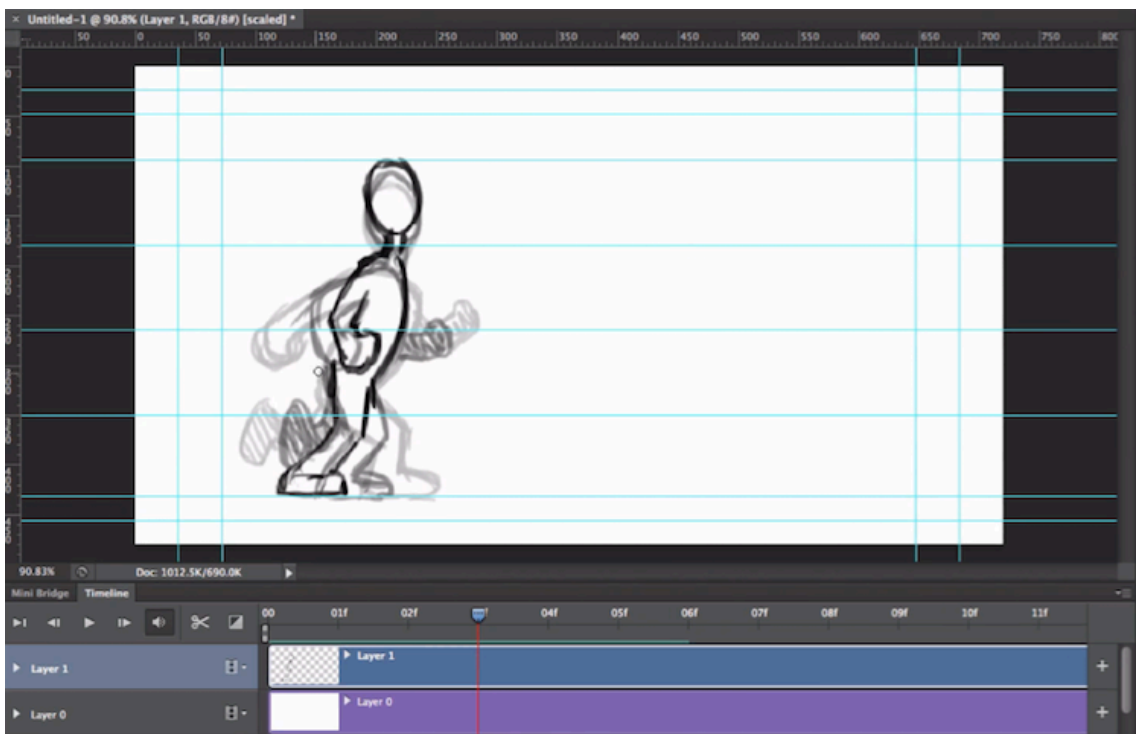 × Untitled-1 @ 90.8% (Layer 1, RGB/8#) [scaled] *
50 0 50 100 150 200 250 300 350 400 450 500 550 600 650 700 750 800
90.83% Doc: 1012.5K/690.0K
Mini Bridge Timeline
00 01f 02f 04f 05f 06f 07f 08f 09f 10f 11f
Layer 1 Layer 1
Layer 0 Layer 0